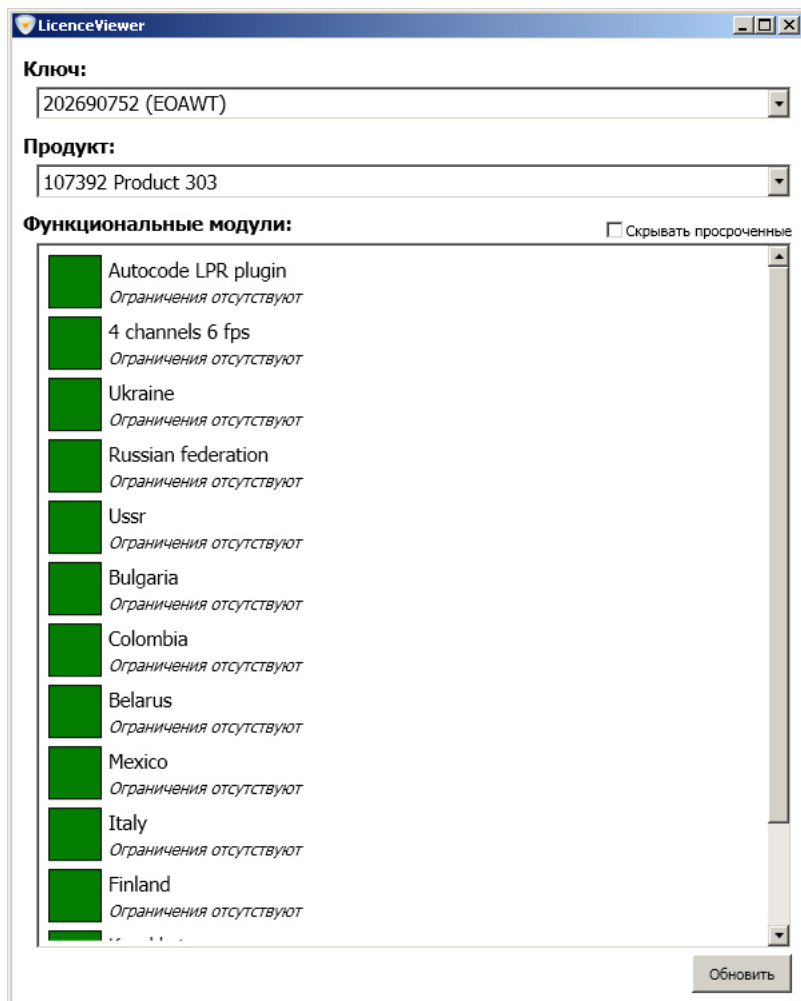 LicenceViewer
Ключ:
202690752 (EOAWT)
Продукт:
107392 Product 303
Функциональные модули:
Скрывать просроченные
Autocode LPR plugin
Ограничения отсутствуют
4 channels 6 fps
Ограничения отсутствуют
Ukraine
Ограничения отсутствуют
Russian federation
Ограничения отсутствуют
Ussr
Ограничения отсутствуют
Bulgaria
Ограничения отсутствуют
Colombia
Ограничения отсутствуют
Belarus
Ограничения отсутствуют
Mexico
Ограничения отсутствуют
Italy
Ограничения отсутствуют
Finland
Ограничения отсутствуют
Обновить